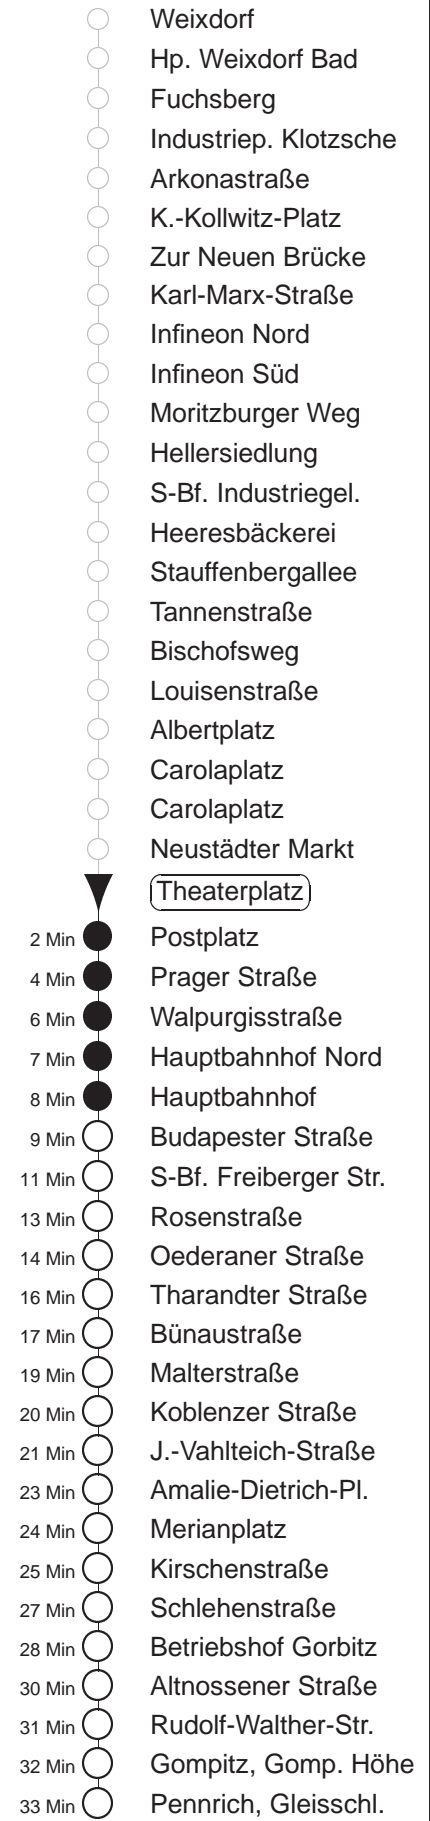 Weixdorf
Hp. Weixdorf Bad
Fuchsberg
Industriep. Klotzsche
Arkonastraße
K.-Kollwitz-Platz
Zur Neuen Brücke
Karl-Marx-Straße
Infineon Nord
Infineon Süd
Moritzburger Weg
Hellersiedlung
S-Bf. Industriegel.
Heeresbäckerei
Stauffenbergallee
Tannenstraße
Bischofsweg
Louisenstraße
Albertplatz
Carolaplatz
Carolaplatz
Neustädter Markt
Theaterplatz
2 Min Postplatz
4 Min Prager Straße
6 Min Walpurgisstraße
7 Min Hauptbahnhof Nord
8 Min Hauptbahnhof
9 Min Budapester Straße
11 Min S-Bf. Freiberger Str.
13 Min Rosenstraße
14 Min Oederaner Straße
16 Min Tharandter Straße
17 Min Bünaustraße
19 Min Malterstraße
20 Min Koblenzer Straße
21 Min J.-Vahlteich-Straße
23 Min Amalie-Dietrich-Pl.
24 Min Merianplatz
25 Min Kirschenstraße
27 Min Schlehenstraße
28 Min Betriebshof Gorbitz
30 Min Altnossener Straße
31 Min Rudolf-Walther-Str.
32 Min Gompitz, Gomp. Höhe
33 Min Pennrich, Gleisschl.